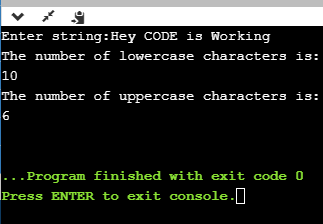 Enter string:Hey CODE is Working
The number of lowercase characters is:
10
The number of uppercase characters is:
6
...Program finished with exit code 0
Press ENTER to exit console.